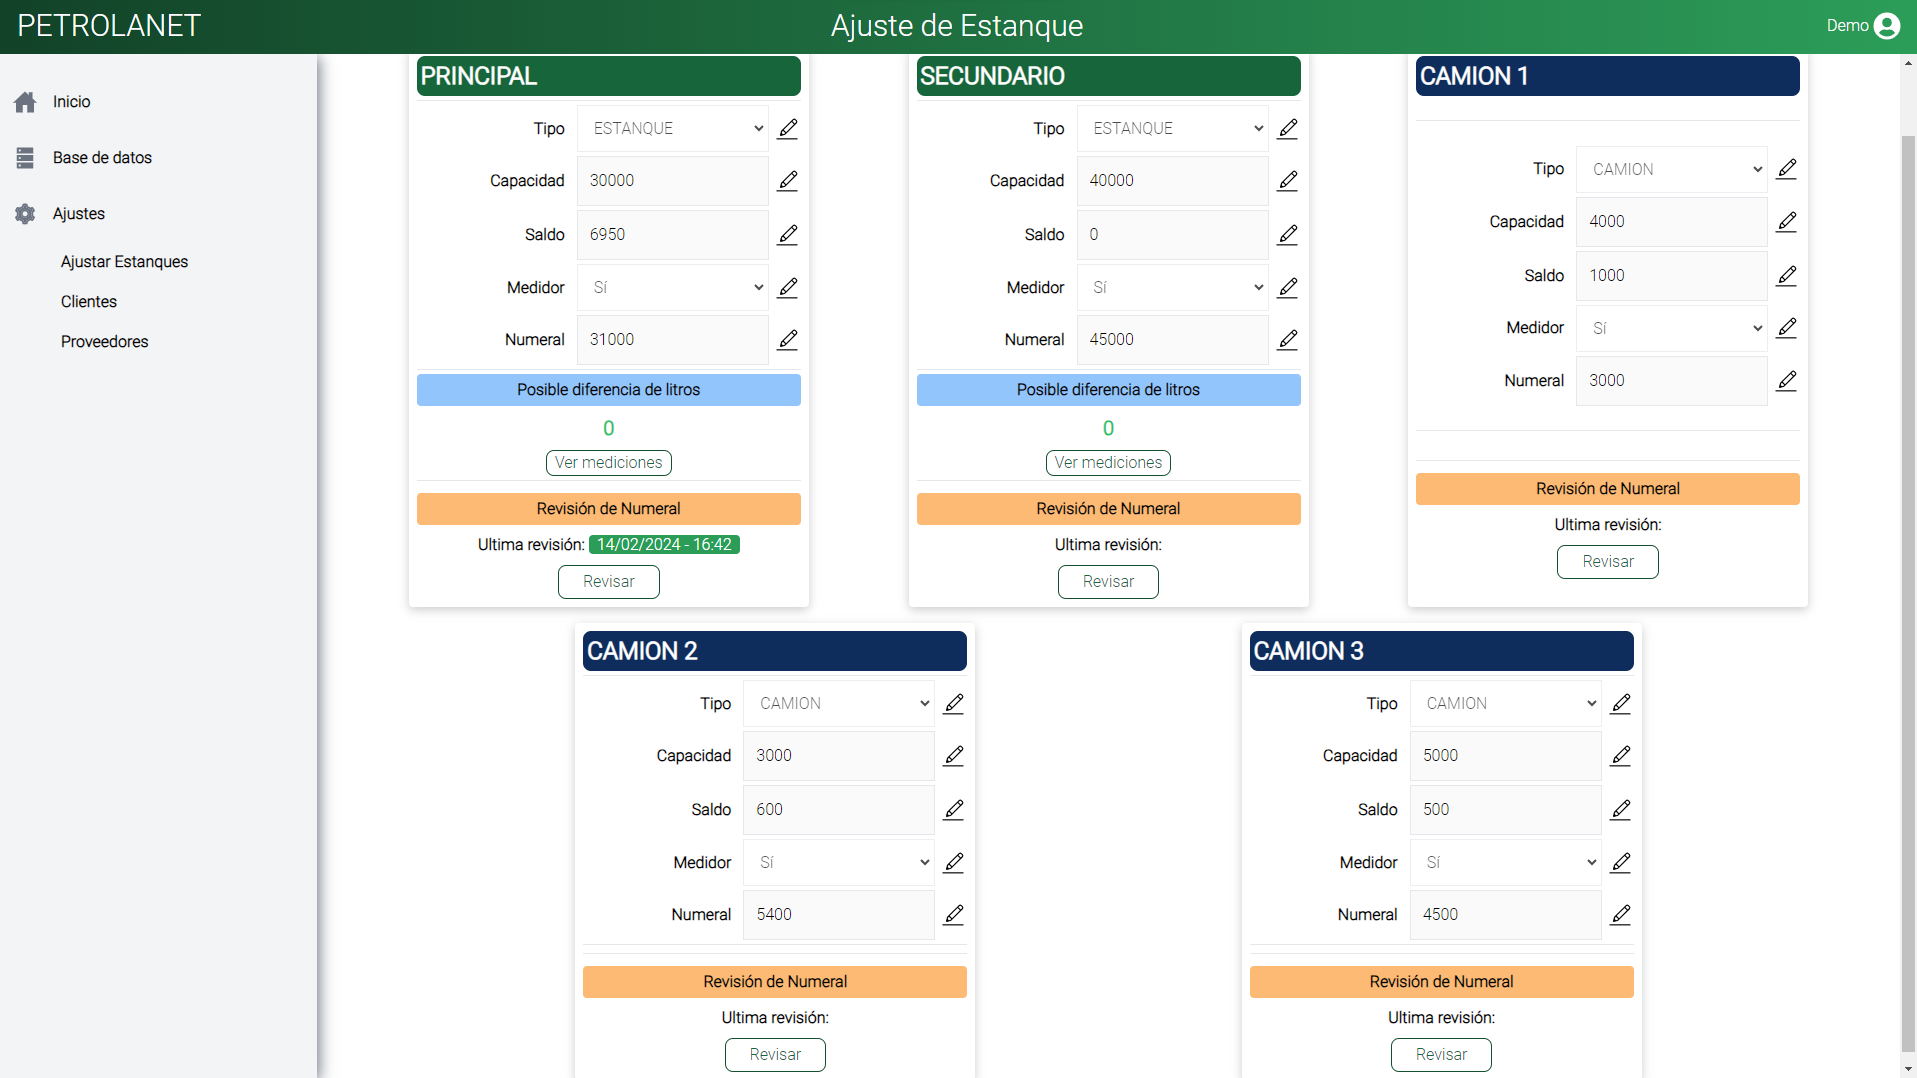 PETROLANET
Ajuste de Estanque
Demo
Inicio
Base de datos
Ajustes
Ajustar Estanques
Clientes
Proveedores
PRINCIPAL
Tipo ESTANQUE
Capacidad 30000
Saldo 6950
Medidor Sí
Numeral 31000
Posible diferencia de litros
0
Ver mediciones
Revisión de Numeral
Ultima revisión: 14/02/2024 - 16:42
Revisar
SECUNDARIO
Tipo ESTANQUE
Capacidad 40000
Saldo 0
Medidor Sí
Numeral 45000
Posible diferencia de litros
0
Ver mediciones
Revisión de Numeral
Ultima revisión:
Revisar
CAMION 1
Tipo CAMION
Capacidad 4000
Saldo 1000
Medidor Sí
Numeral 3000
Revisión de Numeral
Ultima revisión:
Revisar
CAMION 2
Tipo CAMION
Capacidad 3000
Saldo 600
Medidor Sí
Numeral 5400
Revisión de Numeral
Ultima revisión:
Revisar
CAMION 3
Tipo CAMION
Capacidad 5000
Saldo 500
Medidor Sí
Numeral 4500
Revisión de Numeral
Ultima revisión:
Revisar